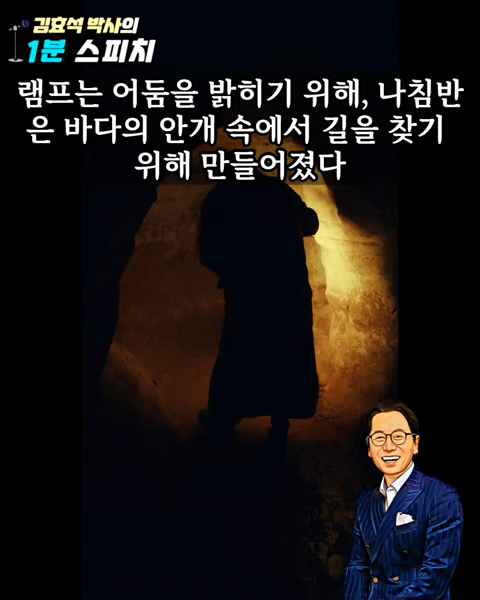 김효석 박사의
1분 스피치
램프는 어둠을 밝히기 위해, 나침반
은 바다의 안개 속에서 길을 찾기
위해 만들어졌다